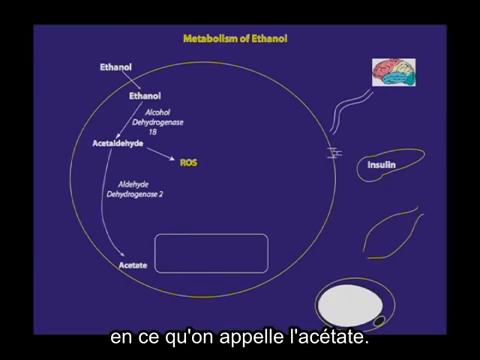 Metabolism of Ethanol
Ethanol
Ethanol
Alcohol
Dehydrogenase
1B
Acetaldehyde
ROS
Insulin
Aldehyde
Dehydrogenase 2
Acetate
en ce qu'on appelle l'acétate.